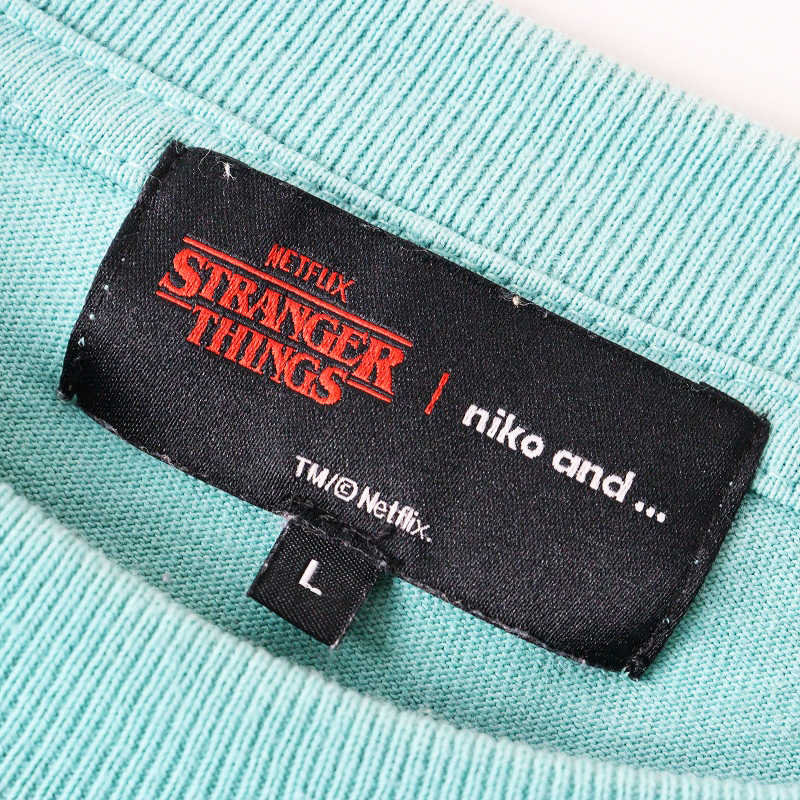 NETFLIX
STRANGER
THINGS
| niko and ...
TM/© Netflix.
L